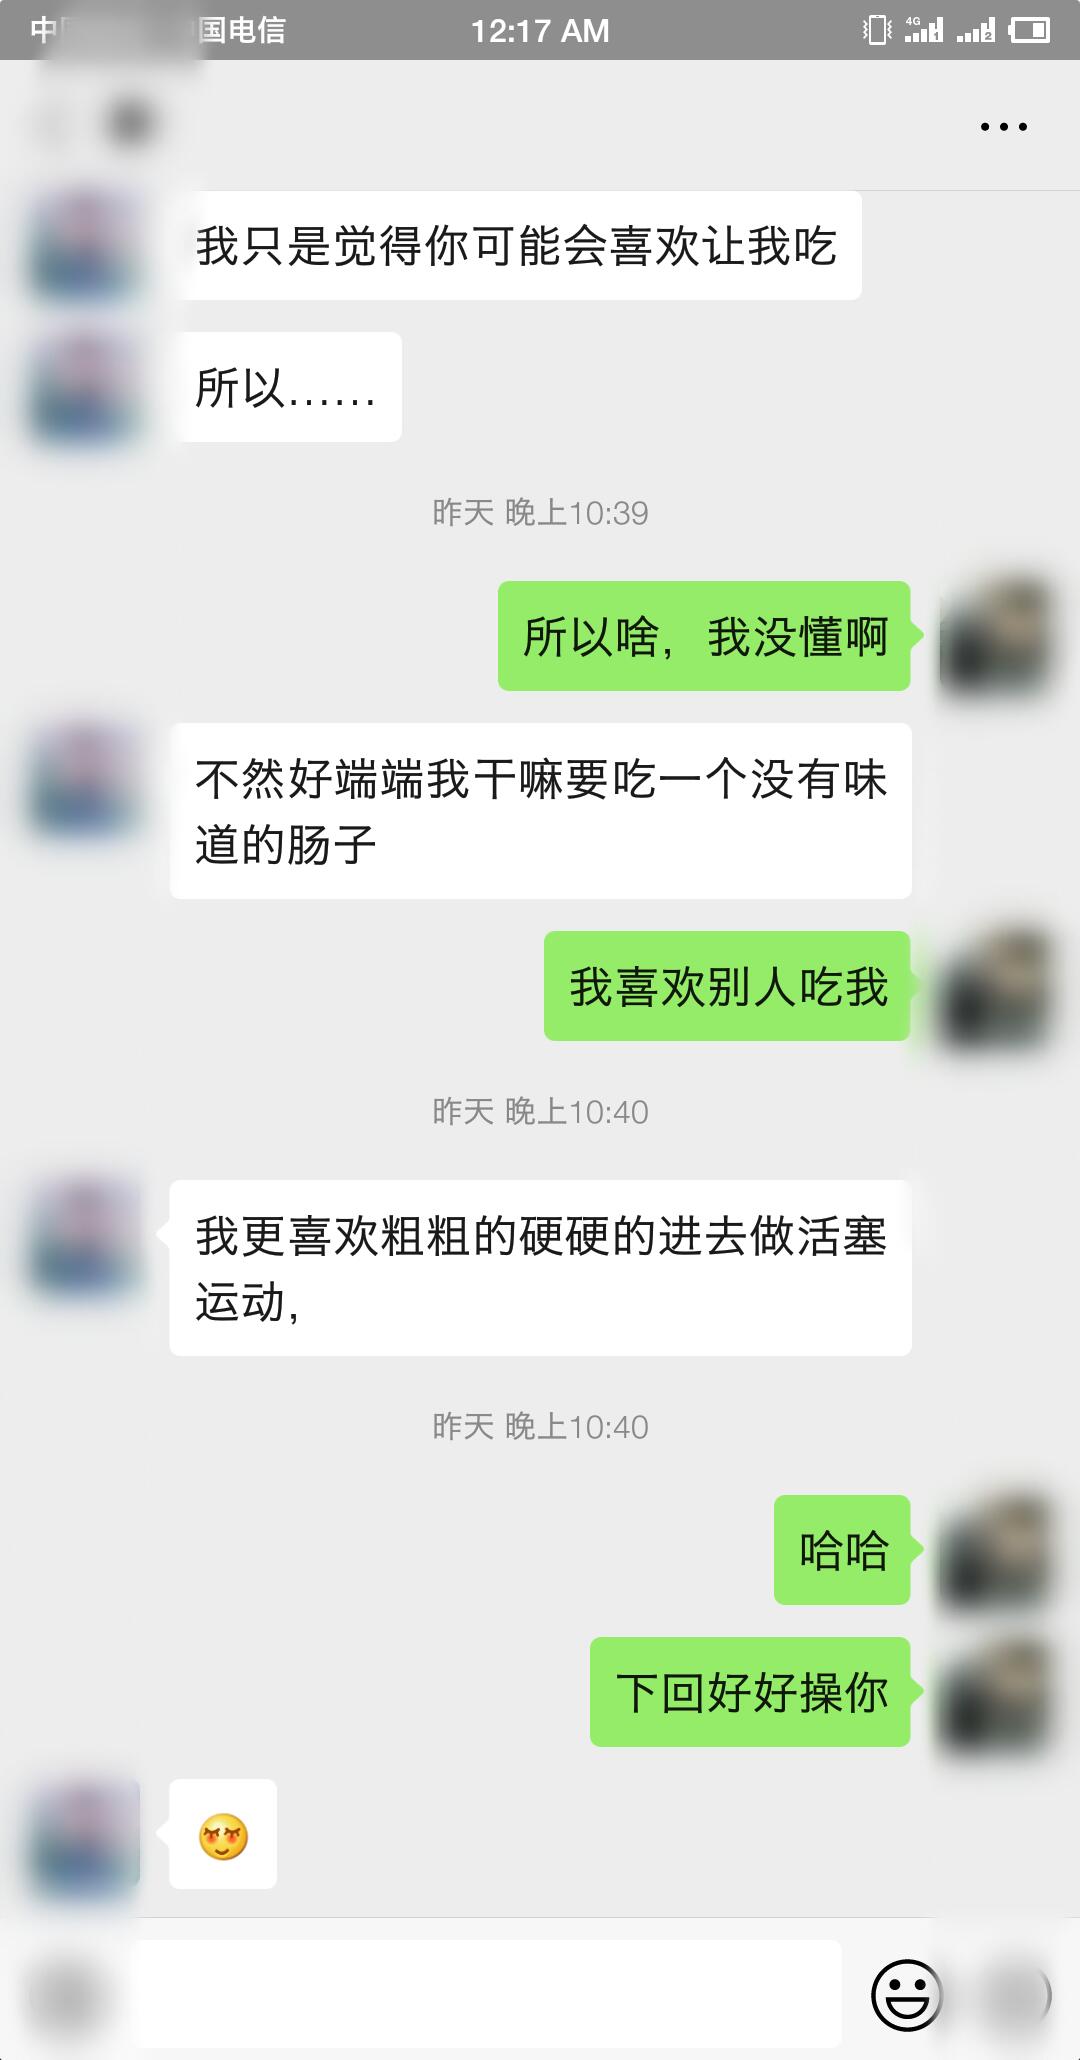 中
国电信
12:17 AM
4G
1
2
我只是觉得你可能会喜欢让我吃
所以……
昨天 晚上10:39
所以啥，我没懂啊
不然好端端我干嘛要吃一个没有味
道的肠子
我喜欢别人吃我
昨天 晚上10:40
我更喜欢粗粗的硬硬的进去做活塞
运动，
昨天 晚上10:40
哈哈
下回好好操你